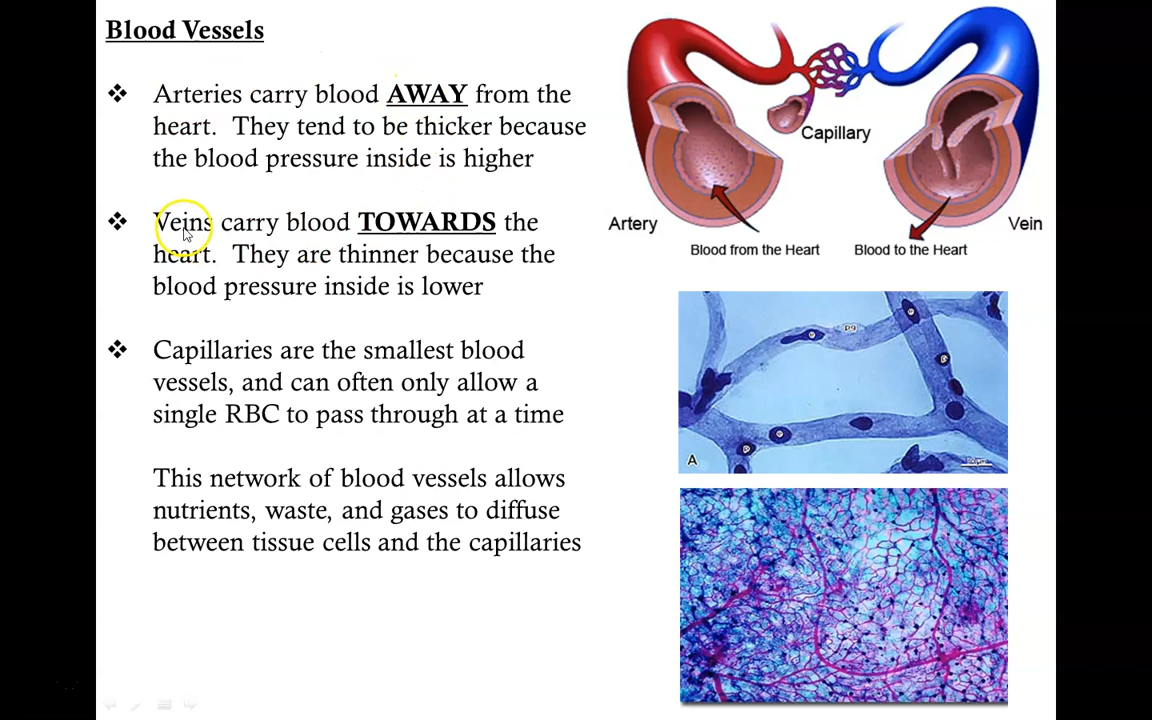 Blood Vessels
❖ Arteries carry blood AWAY from the
heart. They tend to be thicker because
the blood pressure inside is higher
❖ Veins carry blood TOWARDS the
heart. They are thinner because the
blood pressure inside is lower
❖ Capillaries are the smallest blood
vessels, and can often only allow a
single RBC to pass through at a time
This network of blood vessels allows
nutrients, waste, and gases to diffuse
between tissue cells and the capillaries
Capillary
Artery
Vein
Blood from the Heart
Blood to the Heart
A